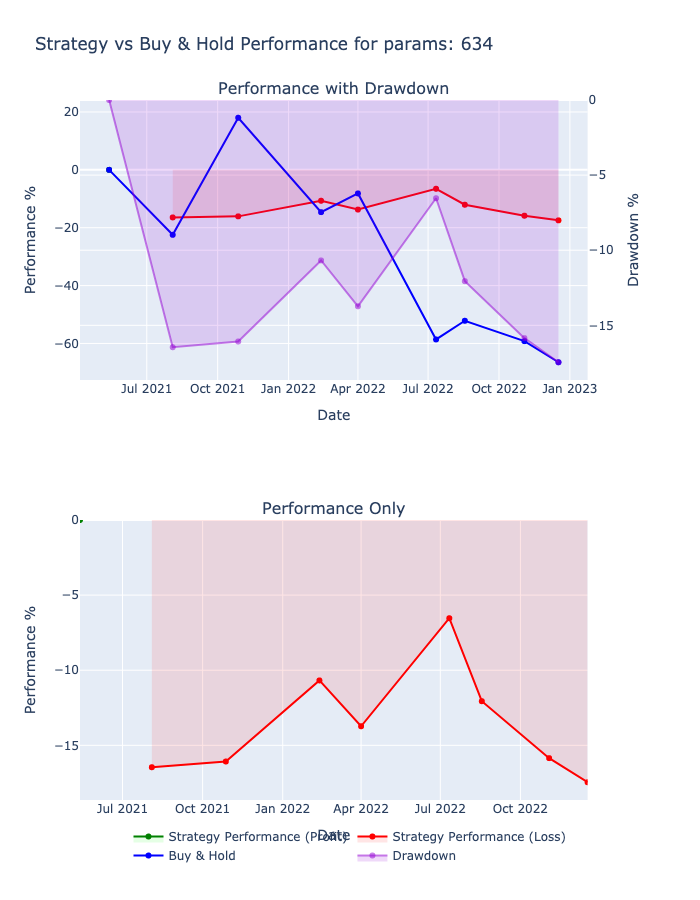 Strategy vs Buy & Hold Performance for params: 634
Performance with Drawdown
20
0
−20
−40
−60
Performance %
0
−5
−10
−15
Drawdown %
Jul 2021 Oct 2021 Jan 2022 Apr 2022 Jul 2022 Oct 2022 Jan 2023
Date
Performance Only
0
−5
−10
−15
Performance %
Jul 2021 Oct 2021 Jan 2022 Apr 2022 Jul 2022 Oct 2022
Date
Strategy Performance (Profit) Strategy Performance (Loss)
Buy & Hold Drawdown